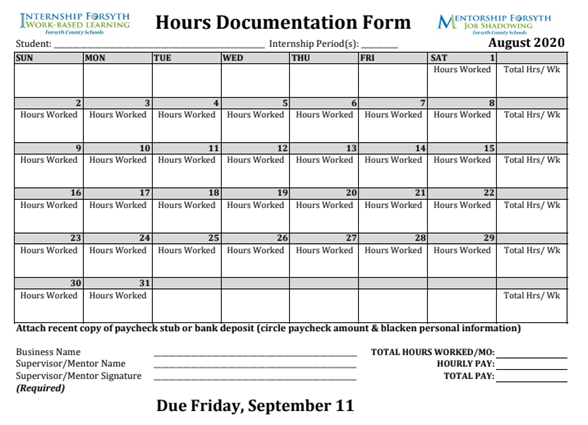 INTERNSHIP FORSYTH
WORK-BASED LEARNING
Forsyth County Schools
Hours Documentation Form
MENTORSHIP FORSYTH
JOB SHADOWING
Forsyth County Schools
Student: ____ Internship Period(s): ____ August 2020
SUN MON TUE WED THU FRI SAT 1
Hours Worked Total Hrs/ Wk
2 3 4 5 6 7 8
Hours Worked Hours Worked Hours Worked Hours Worked Hours Worked Hours Worked Hours Worked Total Hrs/ Wk
9 10 11 12 13 14 15
Hours Worked Hours Worked Hours Worked Hours Worked Hours Worked Hours Worked Hours Worked Total Hrs/ Wk
16 17 18 19 20 21 22
Hours Worked Hours Worked Hours Worked Hours Worked Hours Worked Hours Worked Hours Worked Total Hrs/ Wk
23 24 25 26 27 28 29
Hours Worked Hours Worked Hours Worked Hours Worked Hours Worked Hours Worked Hours Worked Total Hrs/ Wk
30 31
Hours Worked Hours Worked Total Hrs/ Wk
Attach recent copy of paycheck stub or bank deposit (circle paycheck amount & blacken personal information)
Business Name ____ TOTAL HOURS WORKED/MO: ____
Supervisor/Mentor Name ____ HOURLY PAY: ____
Supervisor/Mentor Signature ____ TOTAL PAY: ____
(Required)
Due Friday, September 11